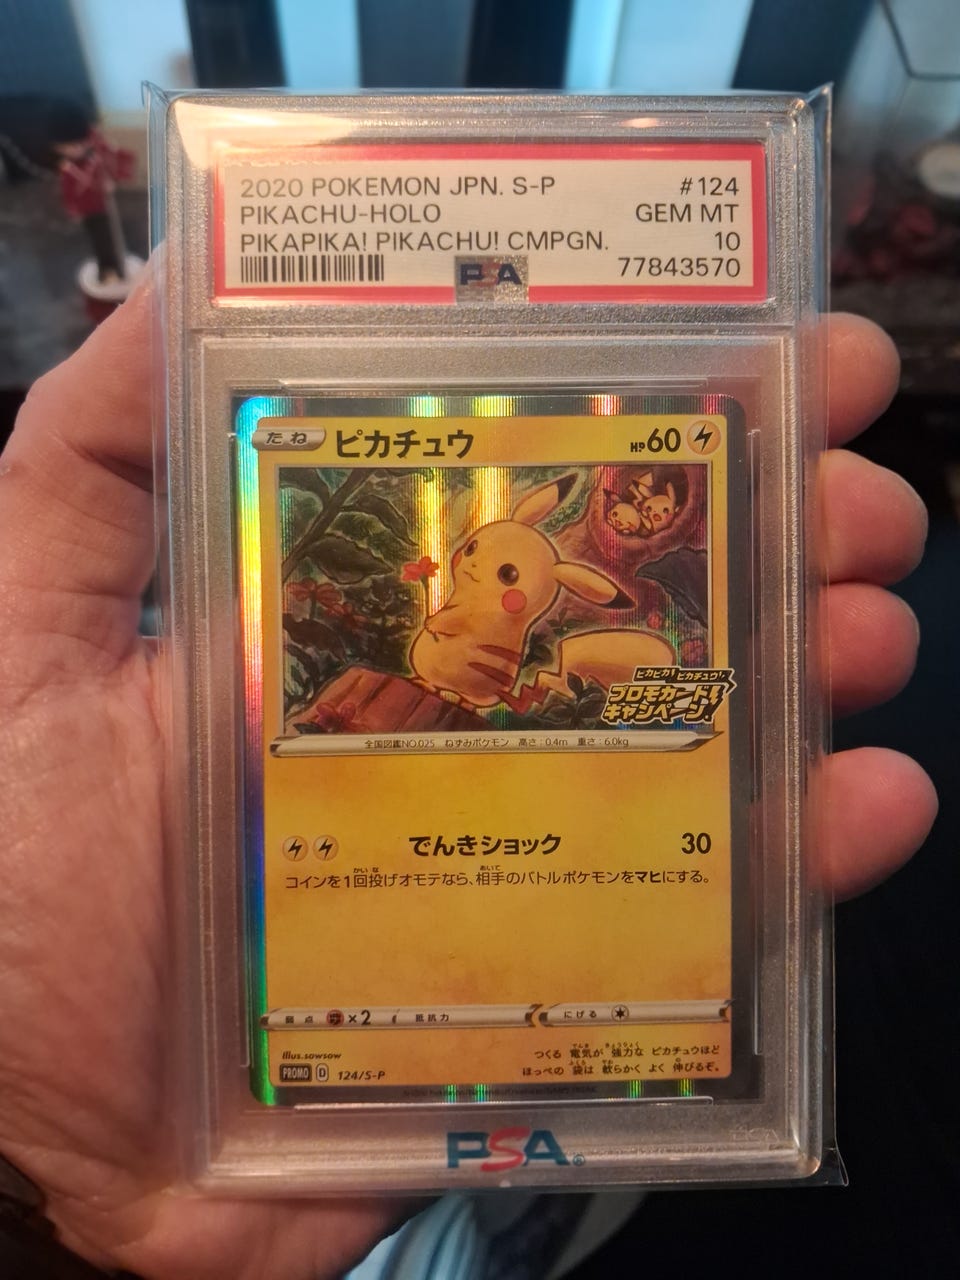 2020 POKEMON JPN. S-P #124
PIKACHU-HOLO GEM MT
PIKAPIKA! PIKACHU! CMPGN. 10
PSA 77843570
たね ピカチュウ HP60
ピカピカ!ピカチュウ!
プロモカード
キャンペーン!
全国図鑑NO.025 ねずみポケモン 高さ:0.4m 重さ:6.0kg
でんきショック 30
コインを1回投げオモテなら、相手のバトルポケモンをマヒにする。
弱点 ×2 抵抗力 にげる
Illus.sowsow
つくる 電気が 強力な ピカチュウほど
ほっぺの 袋は 軟らかく よく 伸びるぞ。
PROMO D 124/S-P
PSA®